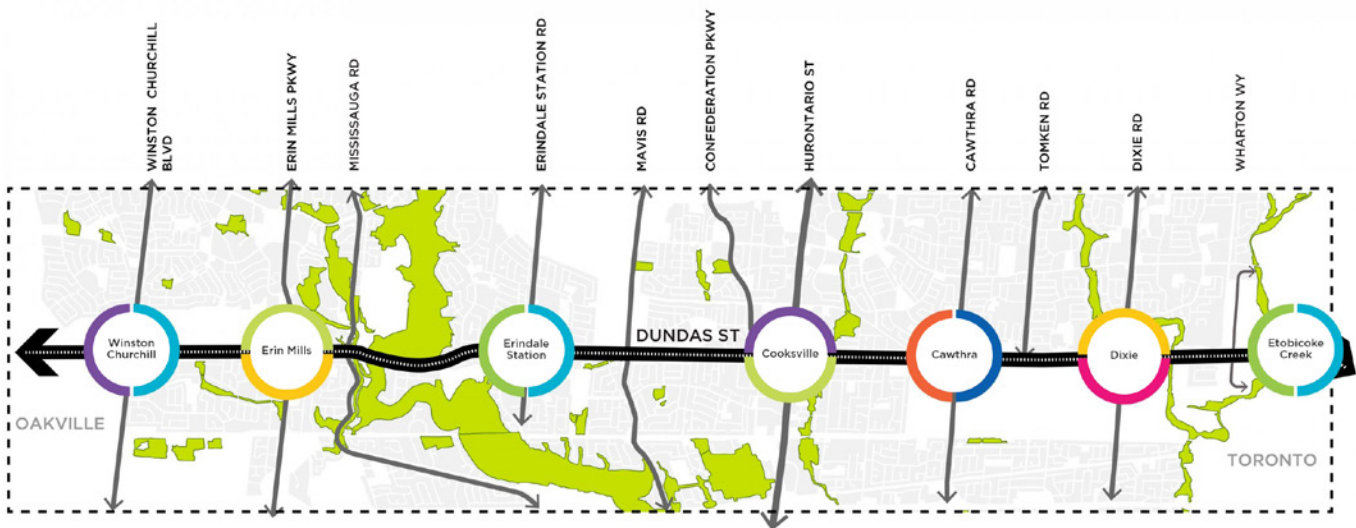 WINSTON CHURCHILL
BLVD
ERIN MILLS PKWY
MISSISSAUGA RD
ERINDALE STATION RD
MAVIS RD
CONFEDERATION PKWY
HURONTARIO ST
CAWTHRA RD
TOMKEN RD
DIXIE RD
WHARTON WY
DUNDAS ST
Winston
Churchill
Erin Mills
Erindale
Station
Cooksville
Cawthra
Dixie
Etobicoke
Creek
OAKVILLE
TORONTO